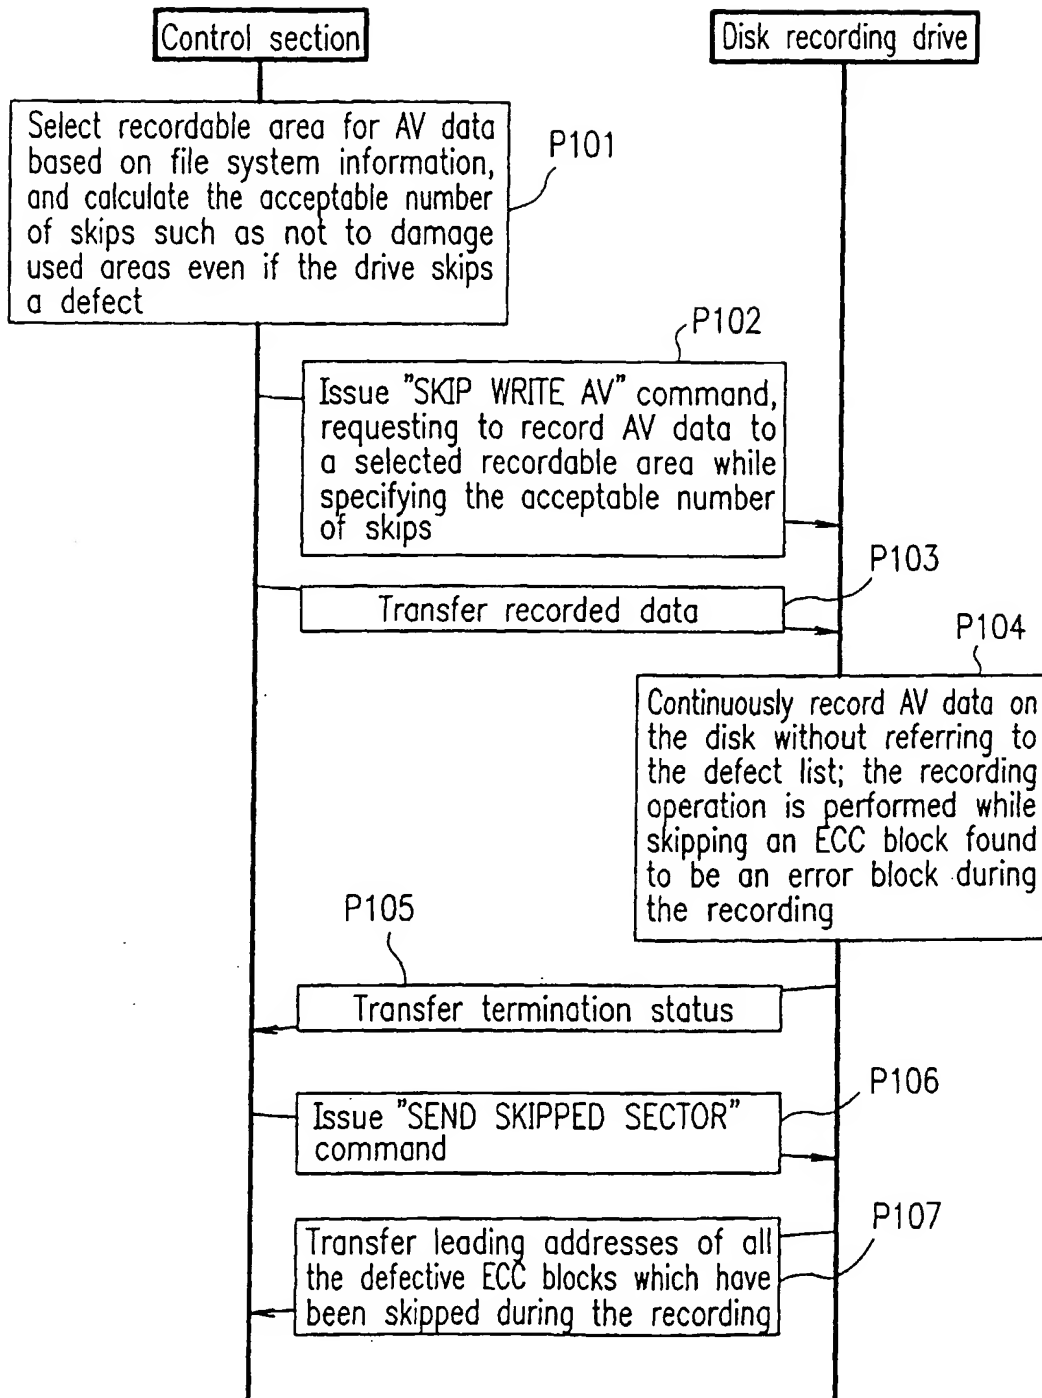 Control section
Disk recording drive
Select recordable area for AV data
based on file system information,
and calculate the acceptable number
of skips such as not to damage
used areas even if the drive skips
a defect
P101
P102
Issue "SKIP WRITE AV" command,
requesting to record AV data to
a selected recordable area while
specifying the acceptable number
of skips
P103
Transfer recorded data
P104
Continuously record AV data on
the disk without referring to
the defect list; the recording
operation is performed while
skipping an ECC block found
to be an error block during
the recording
P105
Transfer termination status
P106
Issue "SEND SKIPPED SECTOR"
command
P107
Transfer leading addresses of all
the defective ECC blocks which have
been skipped during the recording